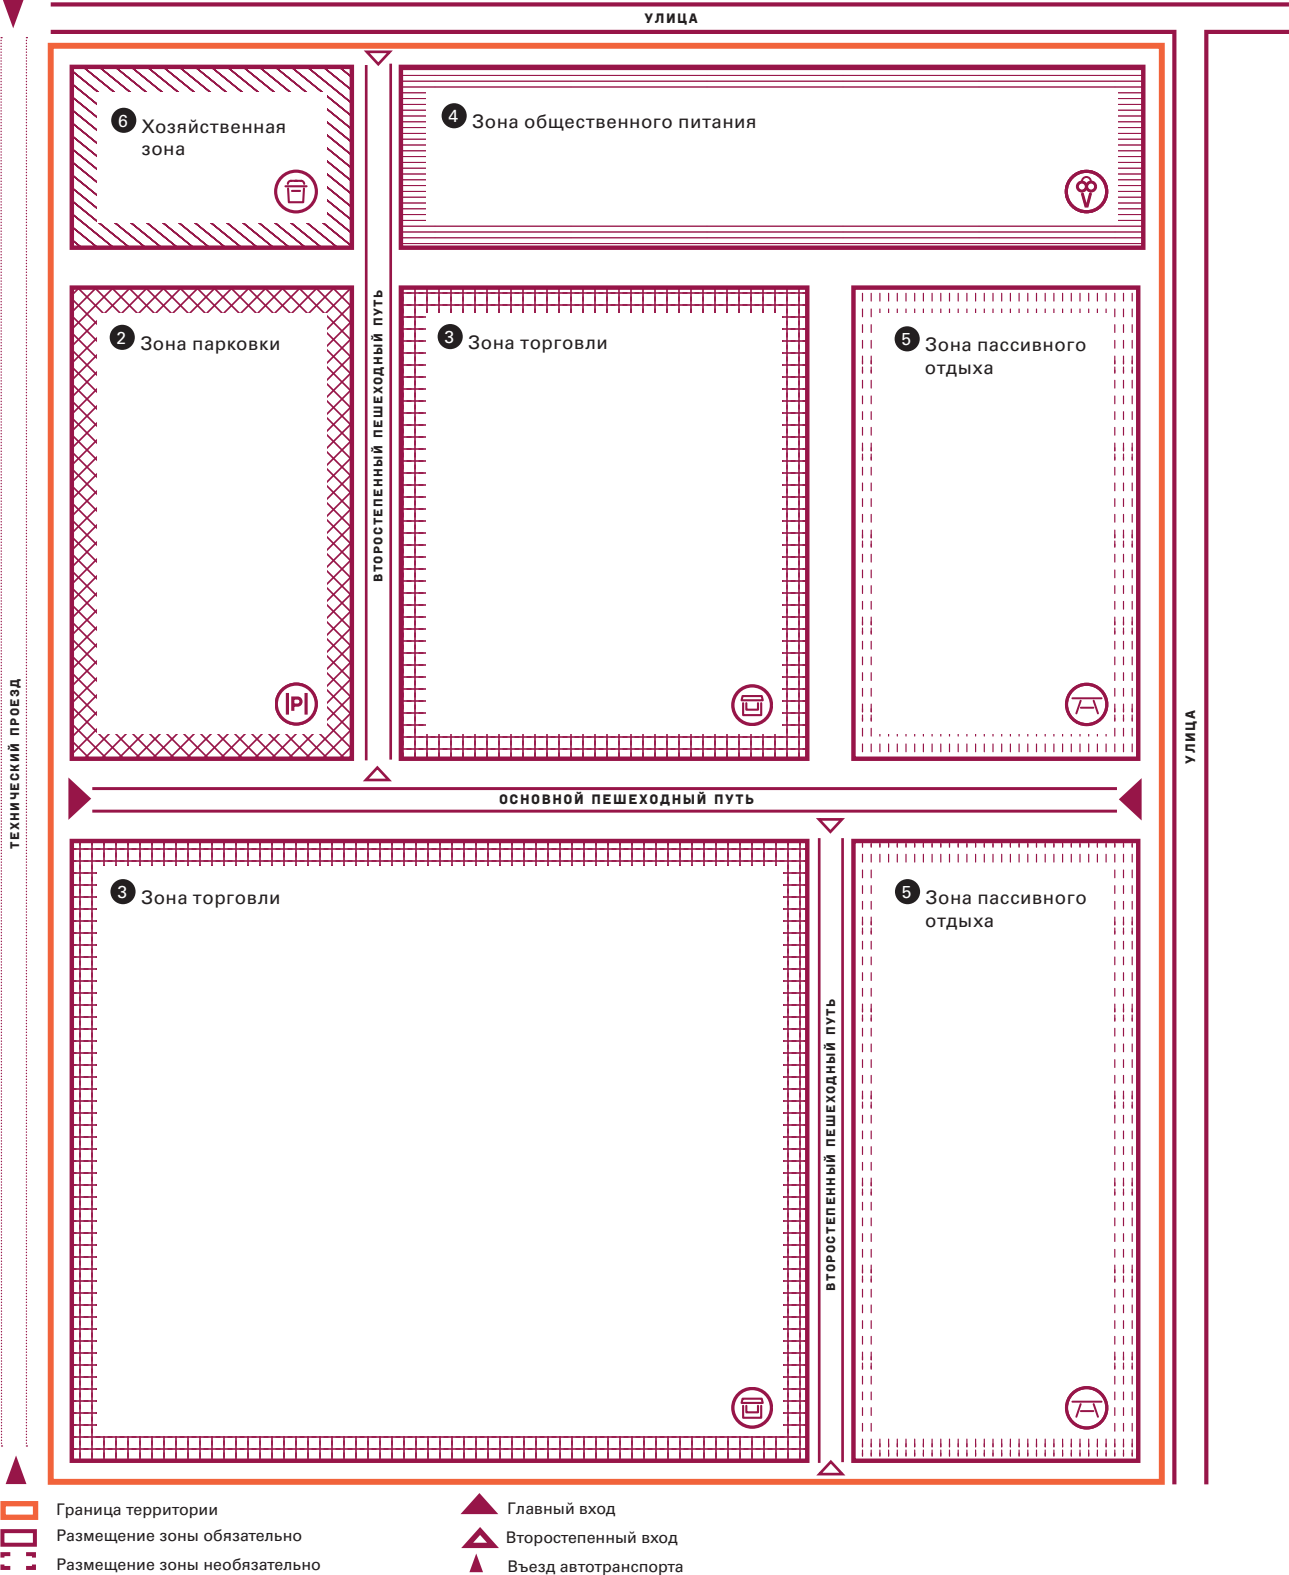 УЛИЦА
6 Хозяйственная
зона
4 Зона общественного питания
2 Зона парковки
ВТОРОСТЕПЕННЫЙ ПЕШЕХОДНЫЙ ПУТЬ
3 Зона торговли
5 Зона пассивного
отдыха
P
ТЕХНИЧЕСКИЙ ПРОЕЗД
УЛИЦА
ОСНОВНОЙ ПЕШЕХОДНЫЙ ПУТЬ
3 Зона торговли
ВТОРОСТЕПЕННЫЙ ПЕШЕХОДНЫЙ ПУТЬ
5 Зона пассивного
отдыха
Граница территории
Размещение зоны обязательно
Размещение зоны необязательно
Главный вход
Второстепенный вход
Въезд автотранспорта